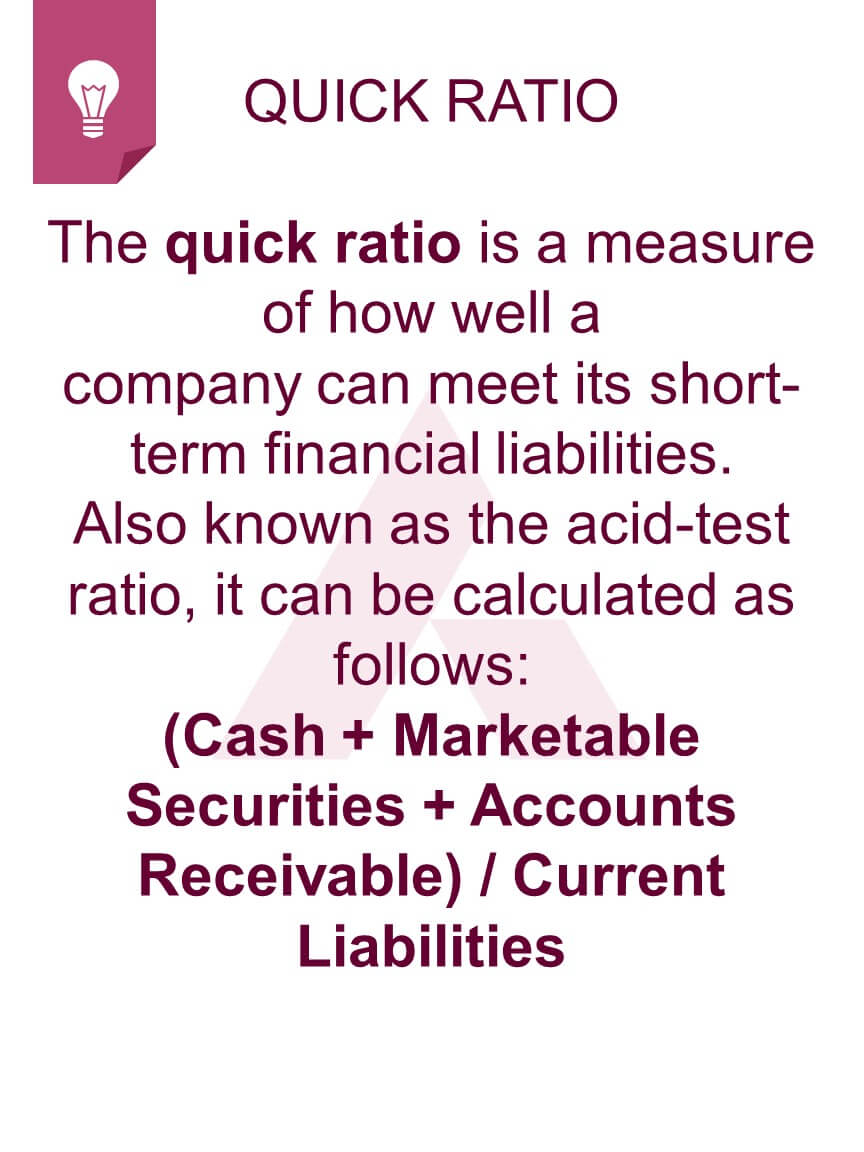 QUICK RATIO
The quick ratio is a measure
of how well a
company can meet its short-
term financial liabilities.
Also known as the acid-test
ratio, it can be calculated as
follows:
(Cash + Marketable
Securities + Accounts
Receivable) / Current
Liabilities